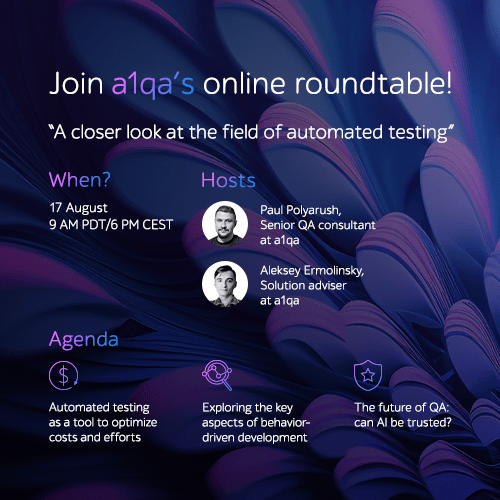 Join a1qa's online roundtable!
"A closer look at the field of automated testing"
When?
17 August
9 AM PDT/6 PM CEST
Hosts
Paul Polyarush,
Senior QA consultant
at a1qa
Aleksey Ermolinsky,
Solution adviser
at a1qa
Agenda
Automated testing
as a tool to optimize
costs and efforts
Exploring the key
aspects of behavior-
driven development
The future of QA:
can AI be trusted?